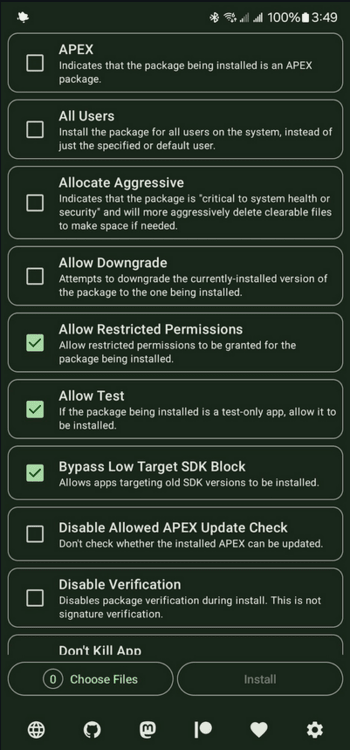 100% 3:49
APEX
Indicates that the package being installed is an APEX
package.
All Users
Install the package for all users on the system, instead of
just the specified or default user.
Allocate Aggressive
Indicates that the package is "critical to system health or
security" and will more aggressively delete clearable files
to make space if needed.
Allow Downgrade
Attempts to downgrade the currently-installed version of
the package to the one being installed.
Allow Restricted Permissions
Allow restricted permissions to be granted for the
package being installed.
Allow Test
If the package being installed is a test-only app, allow it to
be installed.
Bypass Low Target SDK Block
Allows apps targeting old SDK versions to be installed.
Disable Allowed APEX Update Check
Don't check whether the installed APEX can be updated.
Disable Verification
Disables package verification during install. This is not
signature verification.
Don't Kill App
0 Choose Files Install